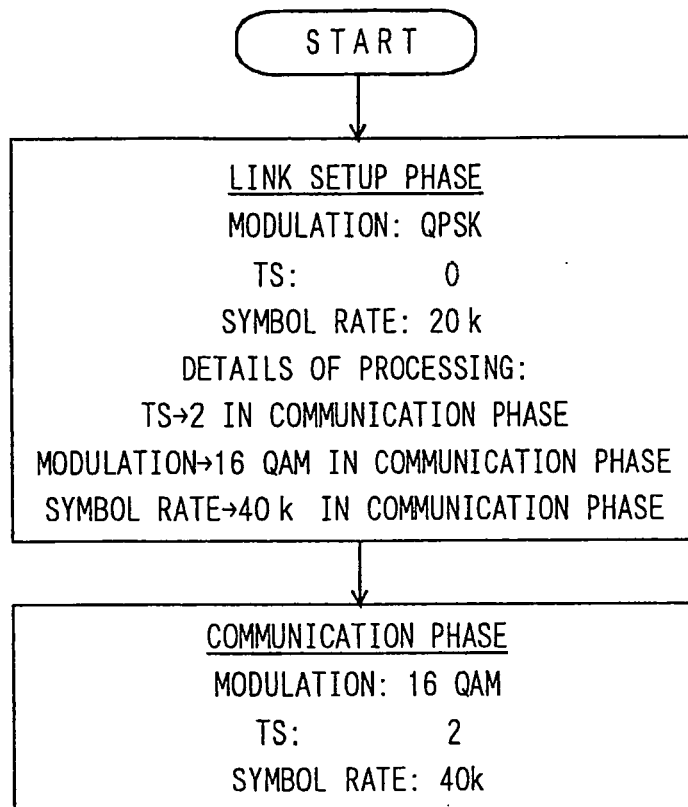 START
LINK SETUP PHASE
MODULATION: QPSK
TS: 0
SYMBOL RATE: 20k
DETAILS OF PROCESSING:
TS→2 IN COMMUNICATION PHASE
MODULATION→16 QAM IN COMMUNICATION PHASE
SYMBOL RATE→40k IN COMMUNICATION PHASE
COMMUNICATION PHASE
MODULATION: 16 QAM
TS: 2
SYMBOL RATE: 40k